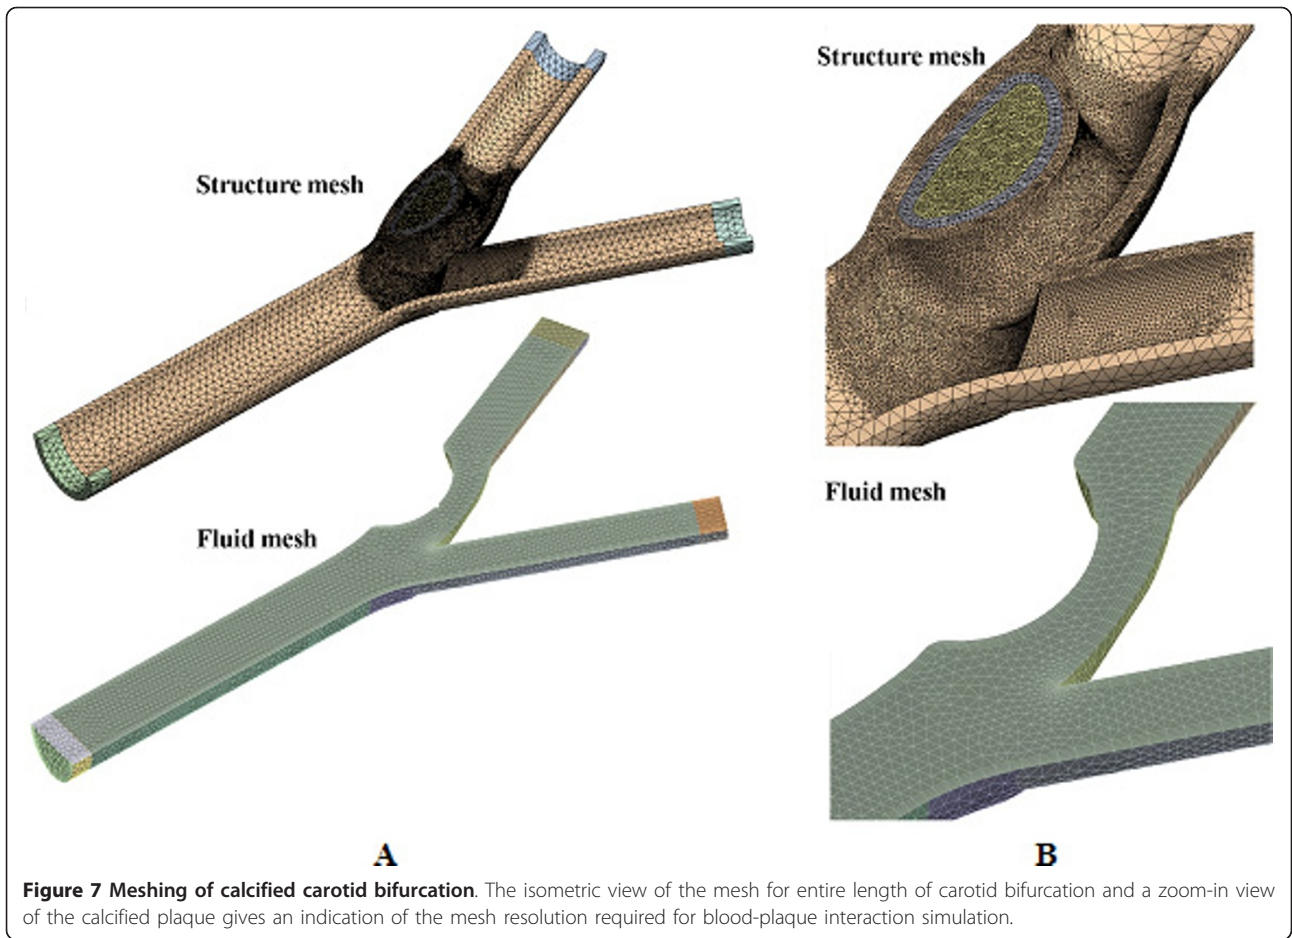 Structure mesh
Fluid mesh
A
Structure mesh
Fluid mesh
B
Figure 7 Meshing of calcified carotid bifurcation. The isometric view of the mesh for entire length of carotid bifurcation and a zoom-in view
of the calcified plaque gives an indication of the mesh resolution required for blood-plaque interaction simulation.